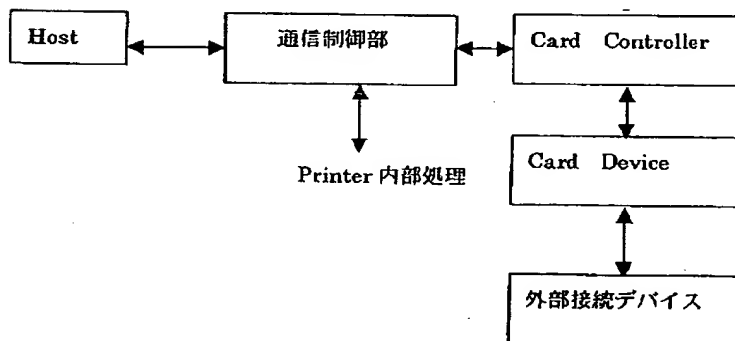 Host
通信制御部
Card Controller
Printer 内部処理
Card Device
外部接続デバイス